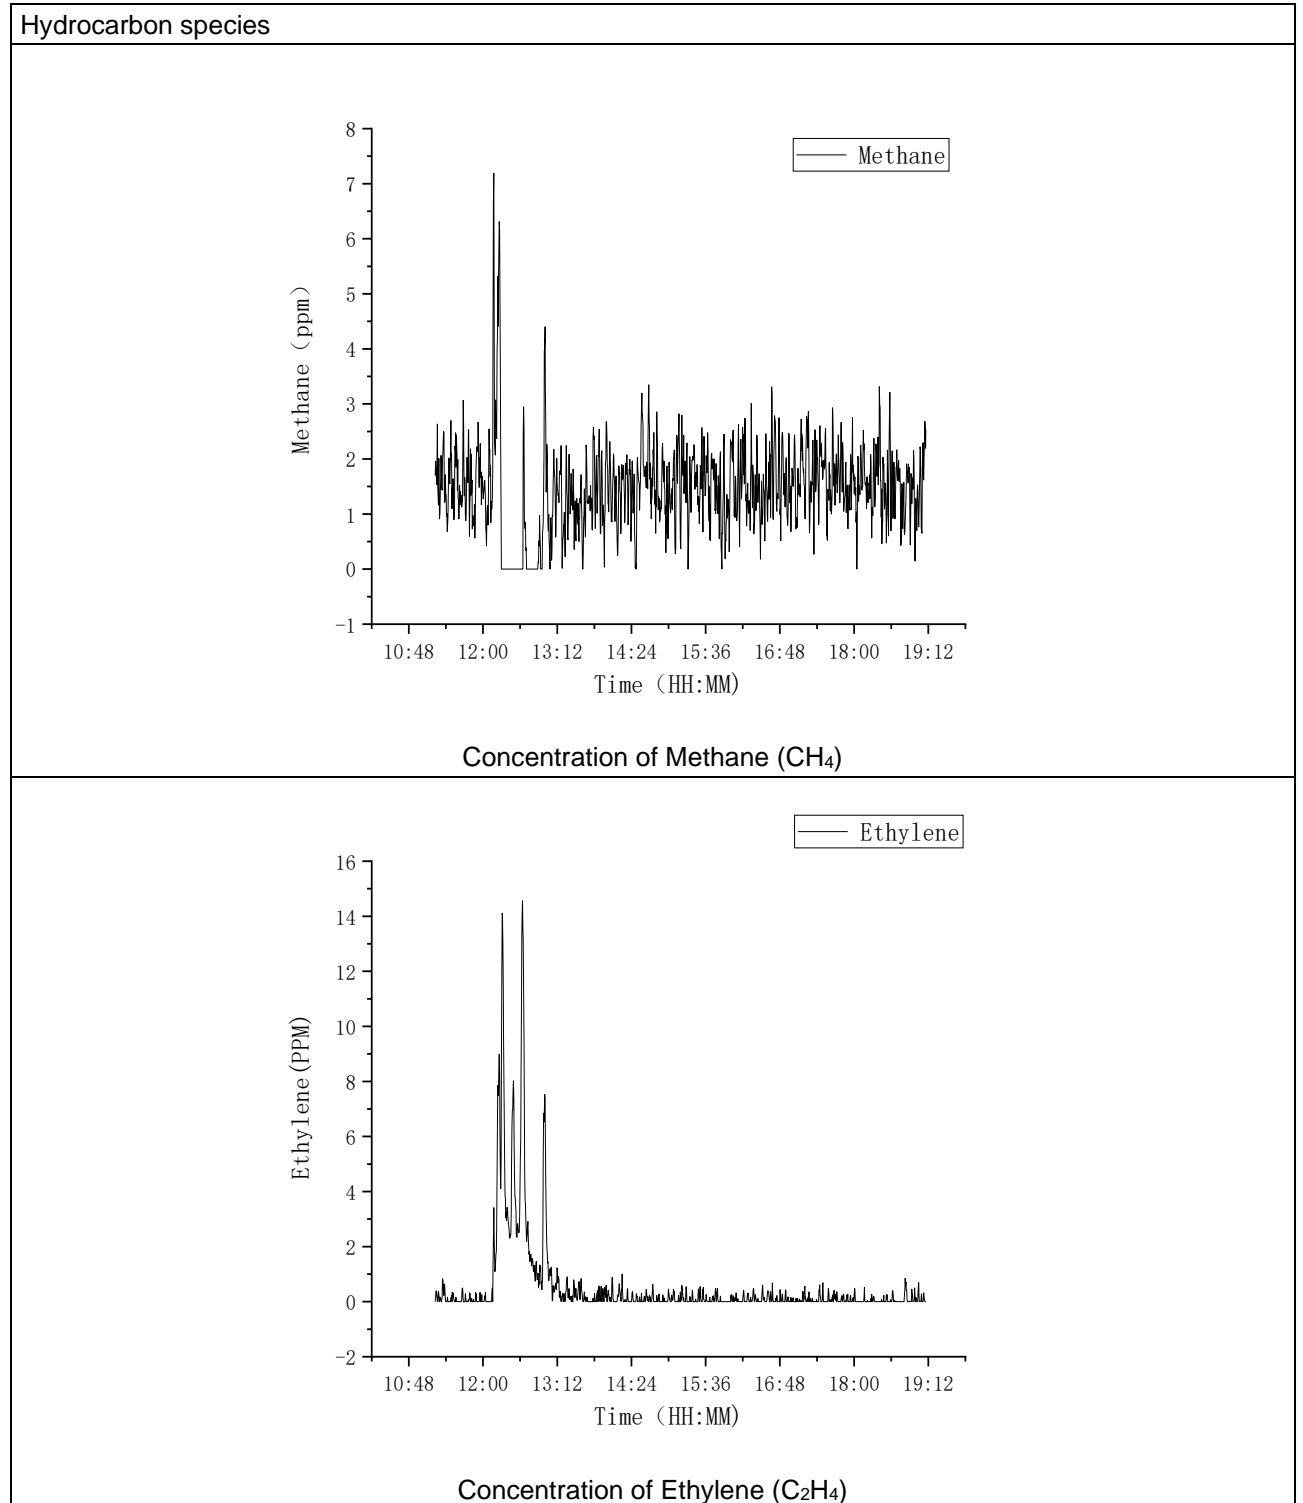 Hydrocarbon species
Methane
8
7
6
5
4
3
2
1
0
-1
Methane（ppm）
10:48 12:00 13:12 14:24 15:36 16:48 18:00 19:12
Time（HH:MM)
Concentration of Methane (CH₄)
Ethylene
16
14
12
10
8
6
4
2
0
-2
Ethylene(PPM)
10:48 12:00 13:12 14:24 15:36 16:48 18:00 19:12
Time（HH:MM)
Concentration of Ethylene (C₂H₄)